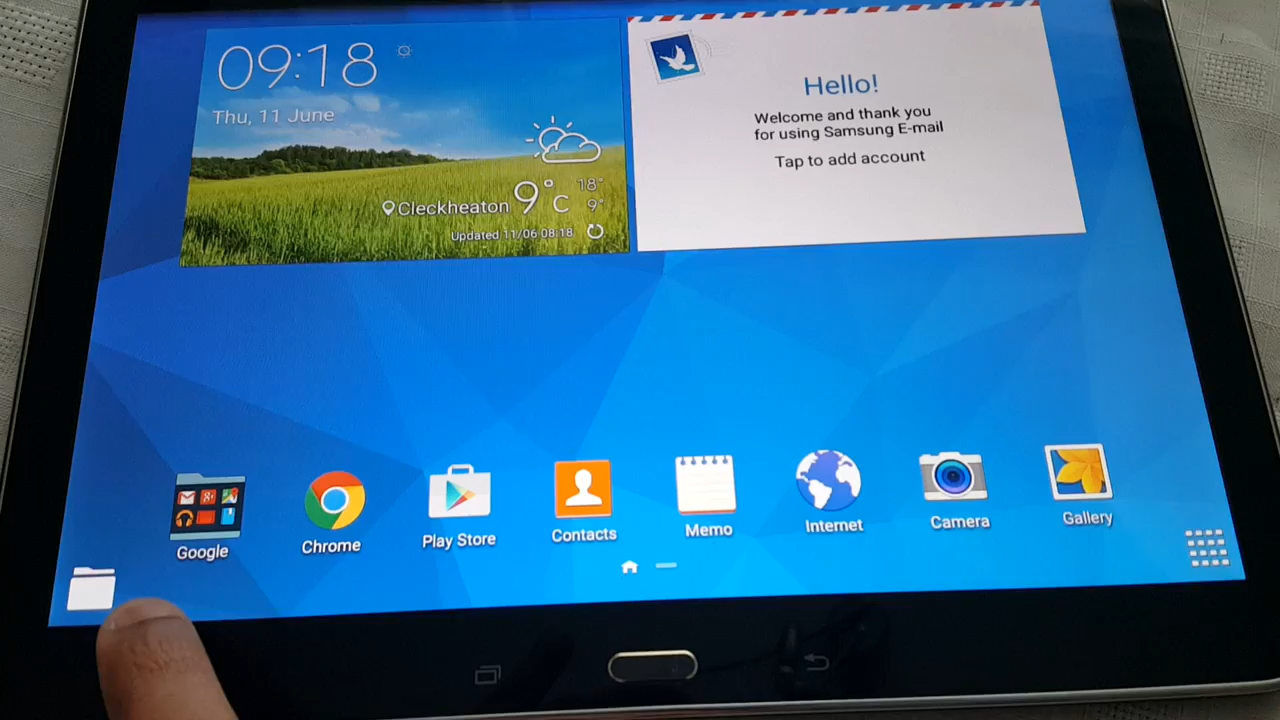 09:18
Thu, 11 June
Cleckheaton 9°C
18°
9°
Updated 11/06 08:18
Hello!
Welcome and thank you
for using Samsung E-mail
Tap to add account
Google
Chrome
Play Store
Contacts
Memo
Internet
Camera
Gallery